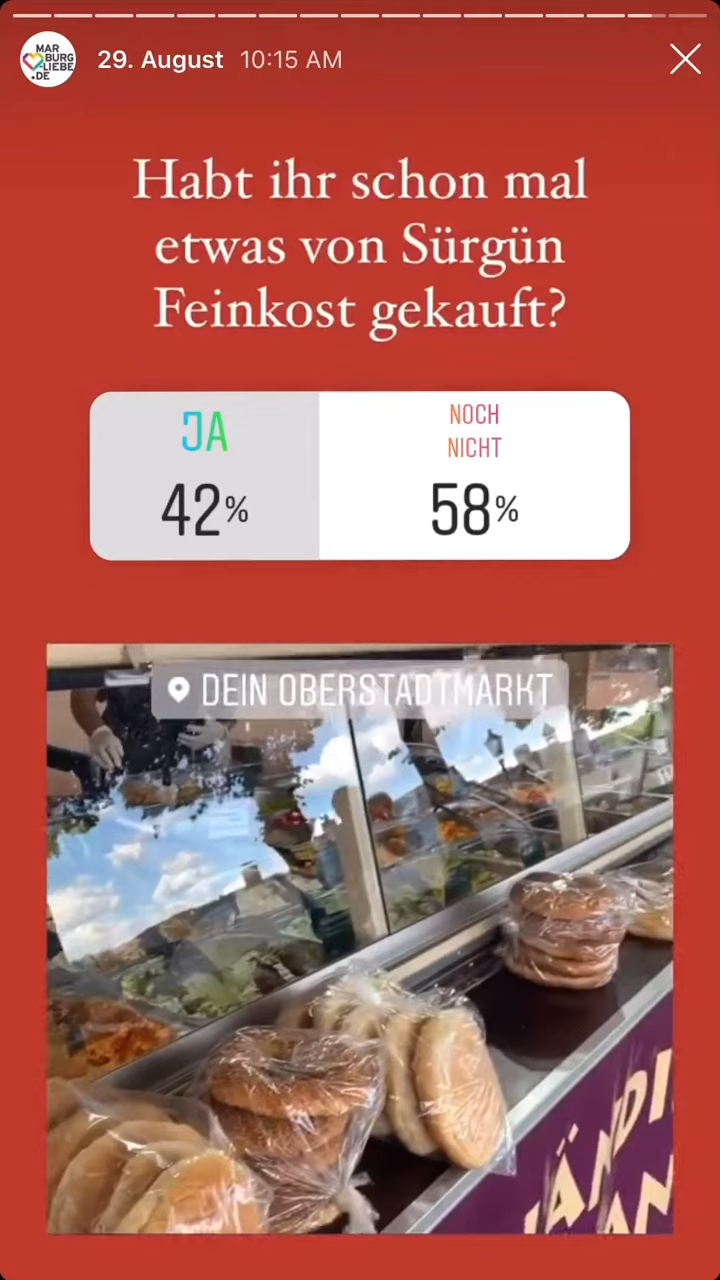 MAR
BURG
LIEBE
.DE
29. August 10:15 AM
Habt ihr schon mal
etwas von Sürgün
Feinkost gekauft?
JA
42%
NOCH
NICHT
58%
DEIN OBERSTADTMARKT